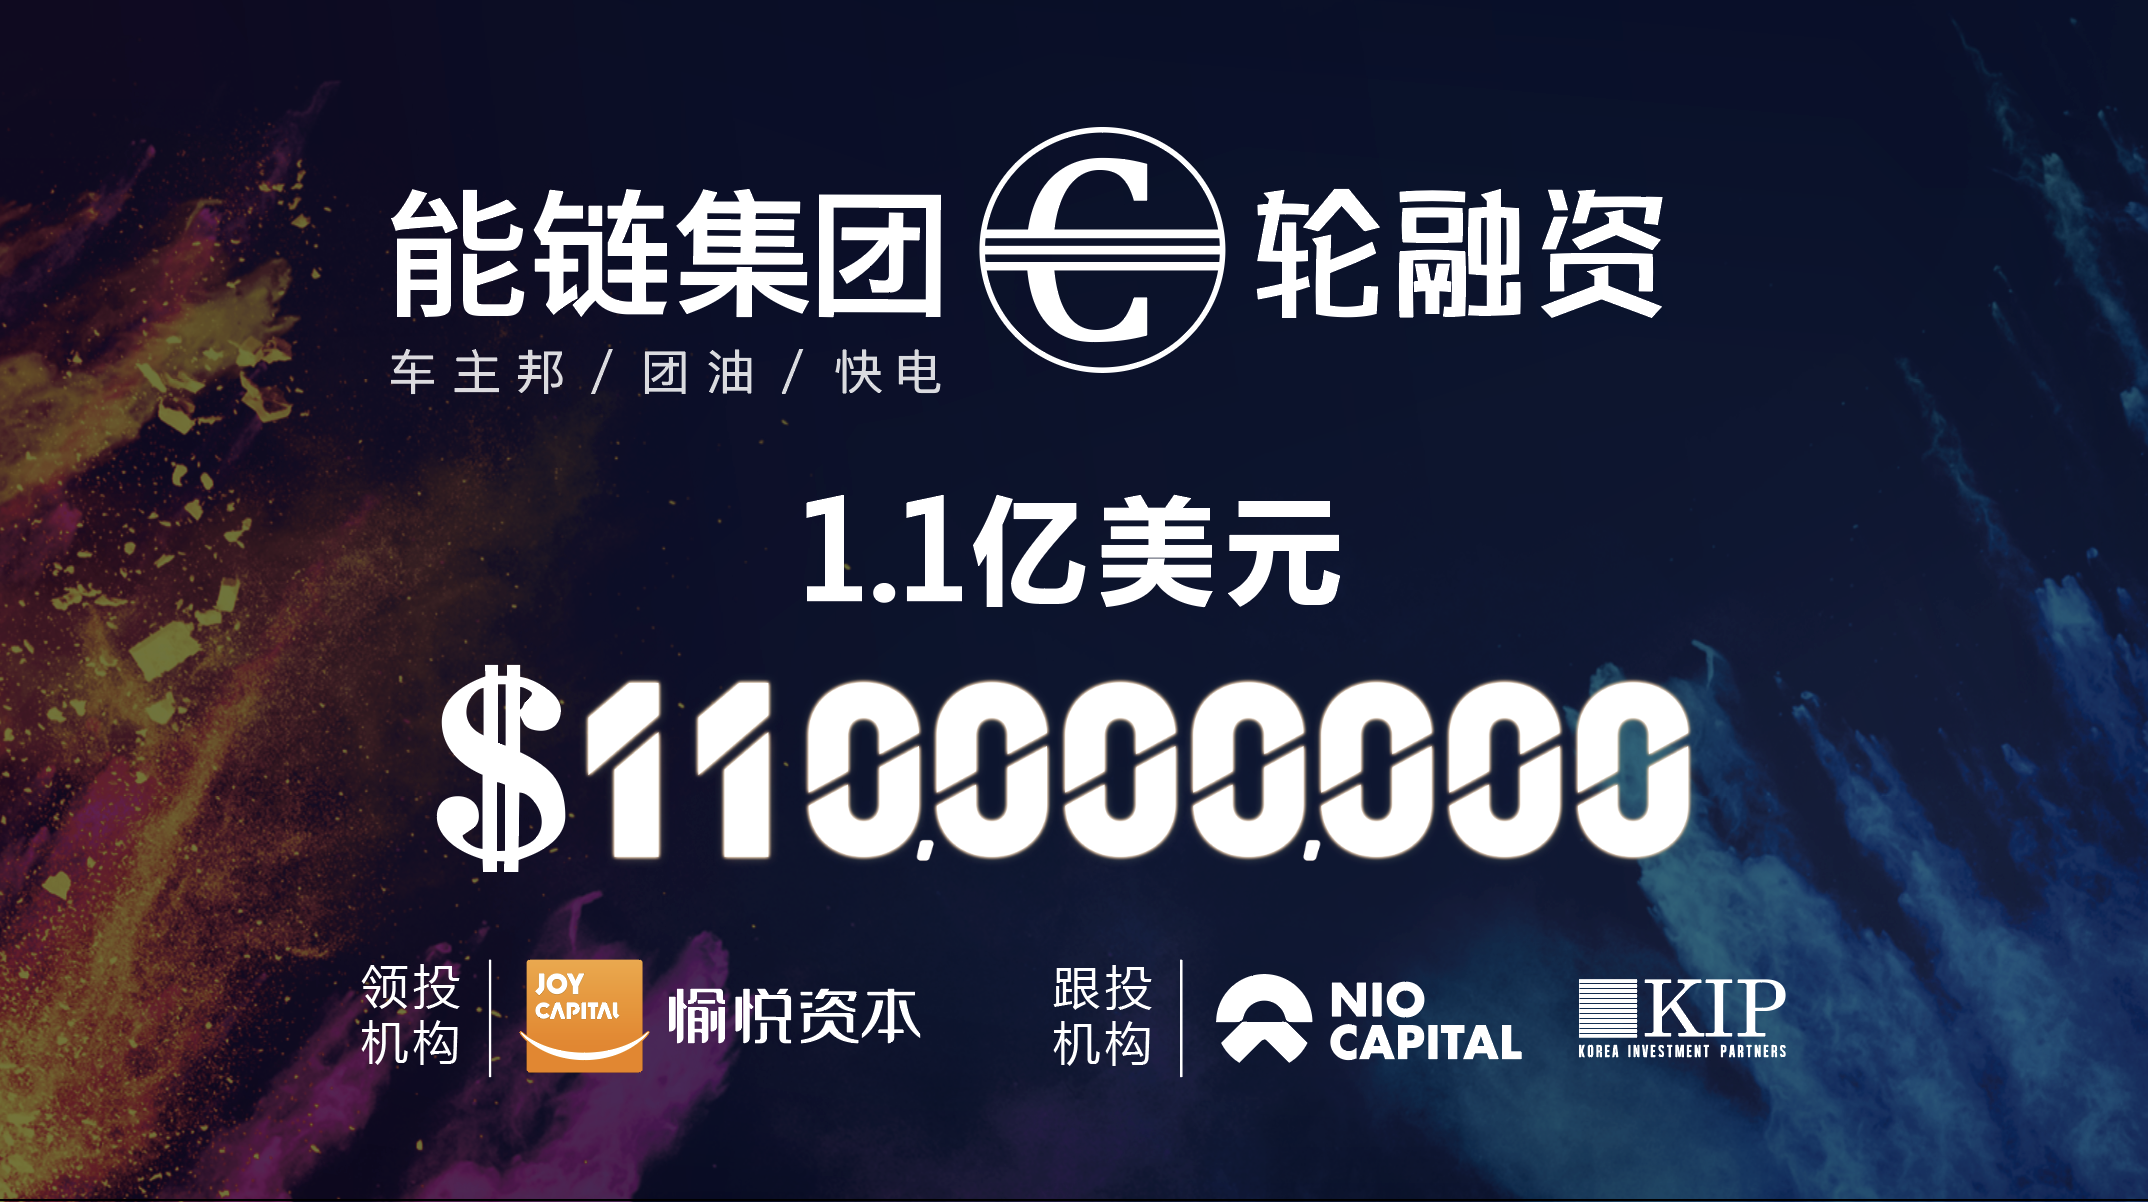 能链集团 C 轮融资
车主邦 / 团油 / 快电
1.1亿美元
$110,000,000
领投机构
JOY CAPITAL
愉悦资本
跟投机构
NIO CAPITAL
KIP
KOREA INVESTMENT PARTNERS